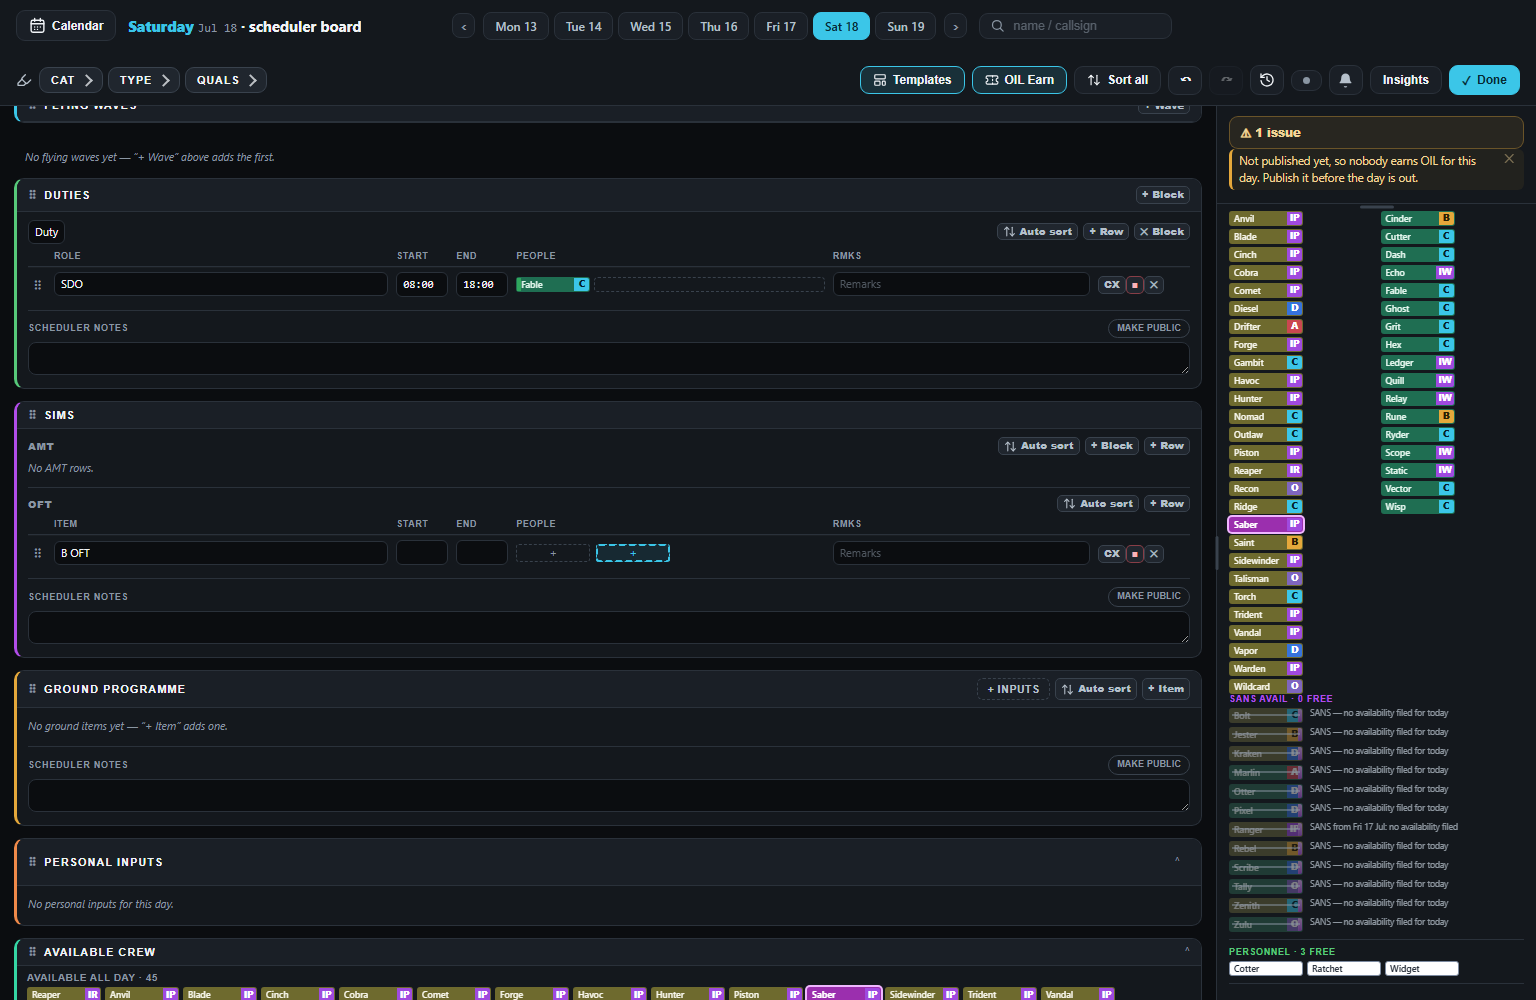 Calendar
Saturday Jul 18 · scheduler board
‹ Mon 13 Tue 14 Wed 15 Thu 16 Fri 17 Sat 18 Sun 19 ›
name / callsign
CAT TYPE QUALS
Templates OIL Earn Sort all Insights ✓ Done
FLYING WAVES + Wave
No flying waves yet — "+ Wave" above adds the first.
DUTIES + Block
Duty Auto sort + Row × Block
ROLE START END PEOPLE RMKS
SDO 08:00 18:00 Fable C Remarks CX
SCHEDULER NOTES MAKE PUBLIC
SIMS
AMT Auto sort + Block + Row
No AMT rows.
OFT Auto sort + Row
ITEM START END PEOPLE RMKS
B OFT + + Remarks CX
SCHEDULER NOTES MAKE PUBLIC
GROUND PROGRAMME + INPUTS Auto sort + Item
No ground items yet — "+ Item" adds one.
SCHEDULER NOTES MAKE PUBLIC
PERSONAL INPUTS
No personal inputs for this day.
AVAILABLE CREW
AVAILABLE ALL DAY · 45
Reaper IR Anvil IP Blade IP Cinch IP Cobra IP Comet IP Forge IP Havoc IP Hunter IP Piston IP Saber IP Sidewinder IP Trident IP Vandal IP
⚠ 1 issue
Not published yet, so nobody earns OIL for this
day. Publish it before the day is out.
Anvil IP Cinder B
Blade IP Cutter C
Cinch IP Dash C
Cobra IP Echo IW
Comet IP Fable C
Diesel D Ghost C
Drifter A Grit C
Forge IP Hex C
Gambit C Ledger IW
Havoc IP Quill IW
Hunter IP Relay IW
Nomad C Rune B
Outlaw C Ryder C
Piston IP Scope IW
Reaper IR Static IW
Recon O Vector C
Ridge C Wisp C
Saber IP
Saint B
Sidewinder IP
Talisman O
Torch C
Trident IP
Vandal IP
Vapor D
Warden IP
Wildcard O
SANS AVAIL · 0 FREE
Bolt C SANS — no availability filed for today
Jester B SANS — no availability filed for today
Kraken D SANS — no availability filed for today
Marlin A SANS — no availability filed for today
Otter D SANS — no availability filed for today
Pixel D SANS — no availability filed for today
Ranger IP SANS from Fri 17 Jul: no availability filed
Rebel B SANS — no availability filed for today
Scribe D SANS — no availability filed for today
Tally O SANS — no availability filed for today
Zenith C SANS — no availability filed for today
Zulu O SANS — no availability filed for today
PERSONNEL · 3 FREE
Cotter Ratchet Widget